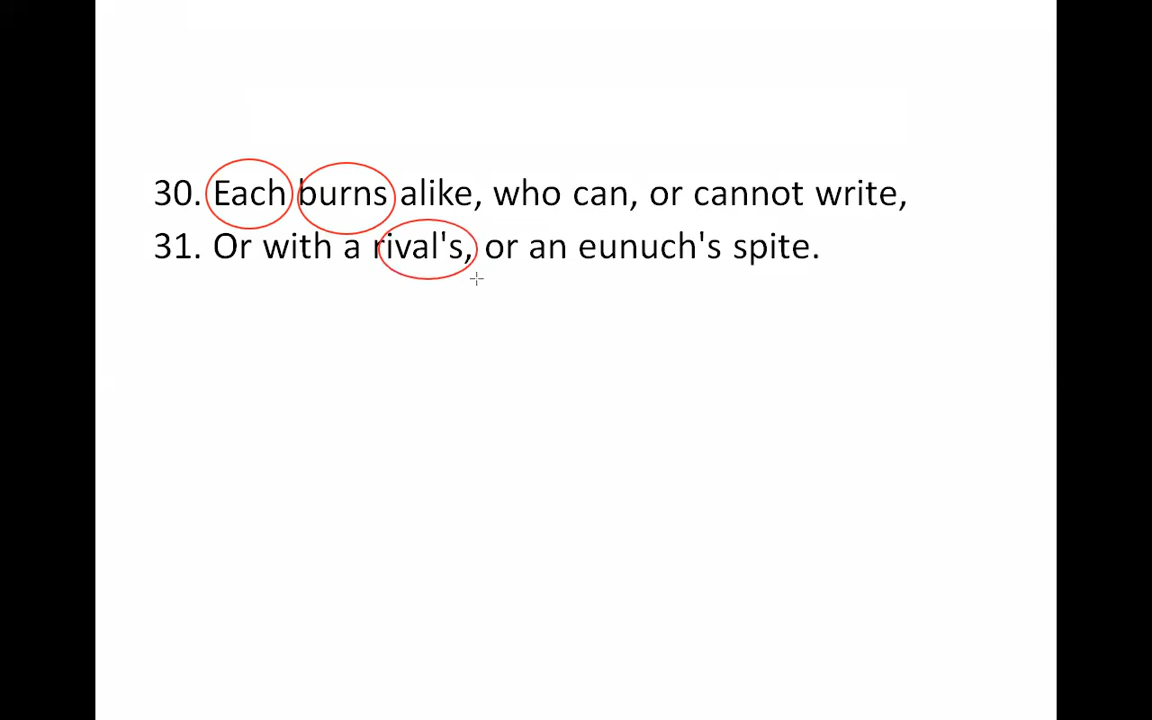 30. Each burns alike, who can, or cannot write,
31. Or with a rival's, or an eunuch's spite.